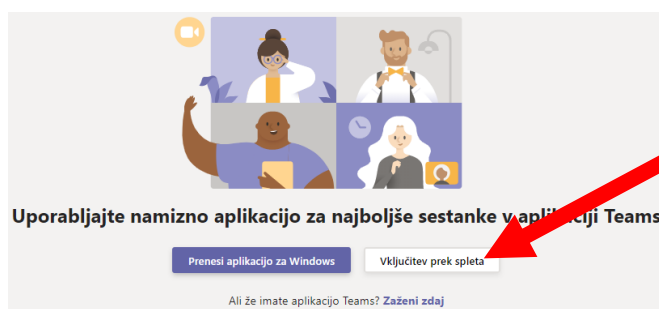 Uporabljajte namizno aplikacijo za najboljše sestanke v aplikaciji Teams
Prenesi aplikacijo za Windows
Vključitev prek spleta
Ali že imate aplikacijo Teams? Zaženi zdaj